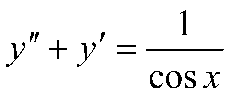 y″ + y′ = 1 / cos x